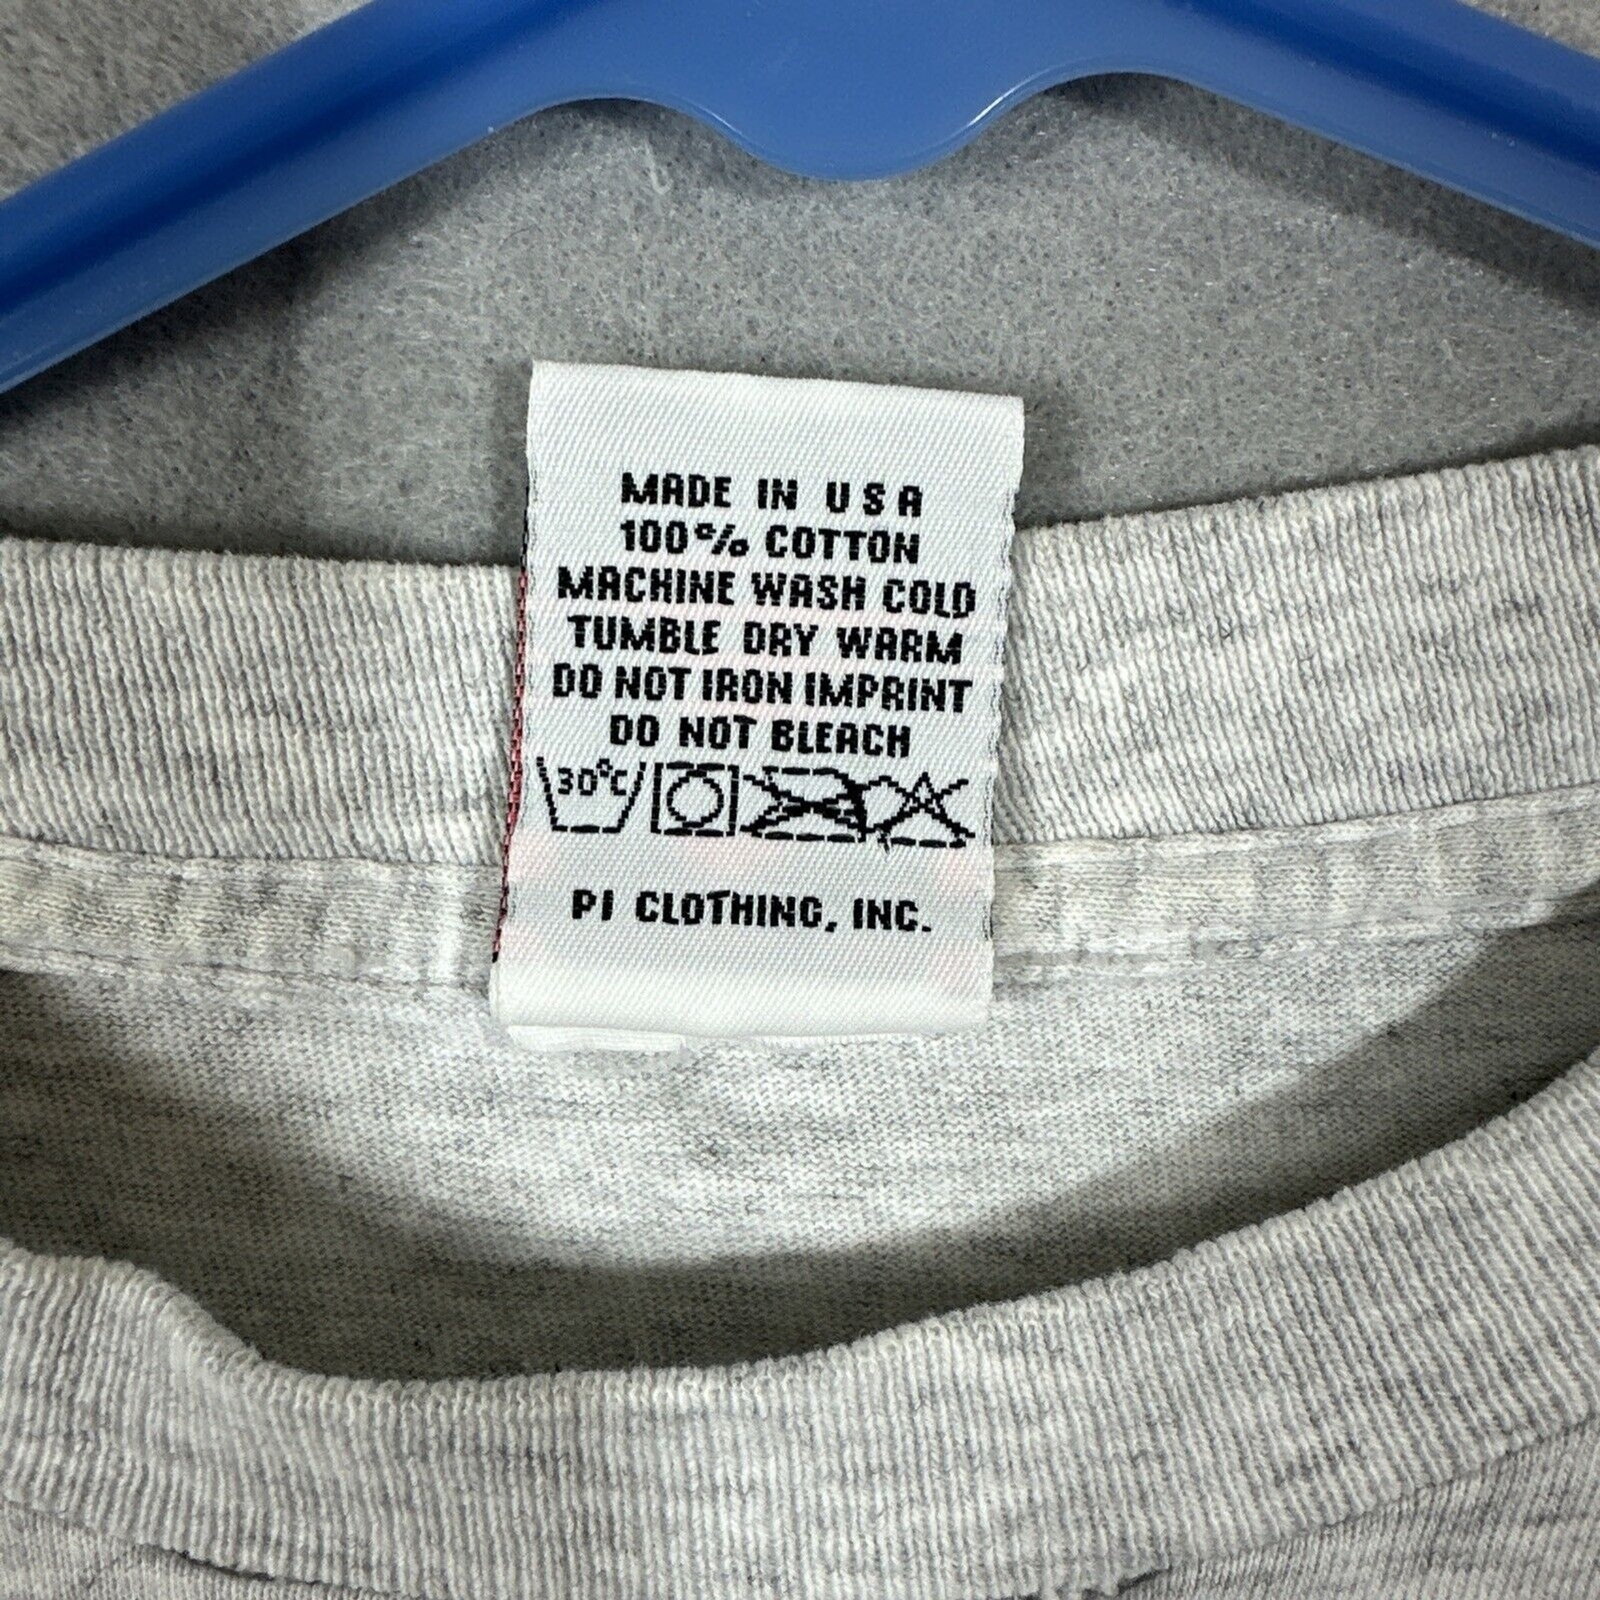 MADE IN USA
100% COTTON
MACHINE WASH COLD
TUMBLE DRY WARM
DO NOT IRON IMPRINT
DO NOT BLEACH
30°C
PI CLOTHING, INC.